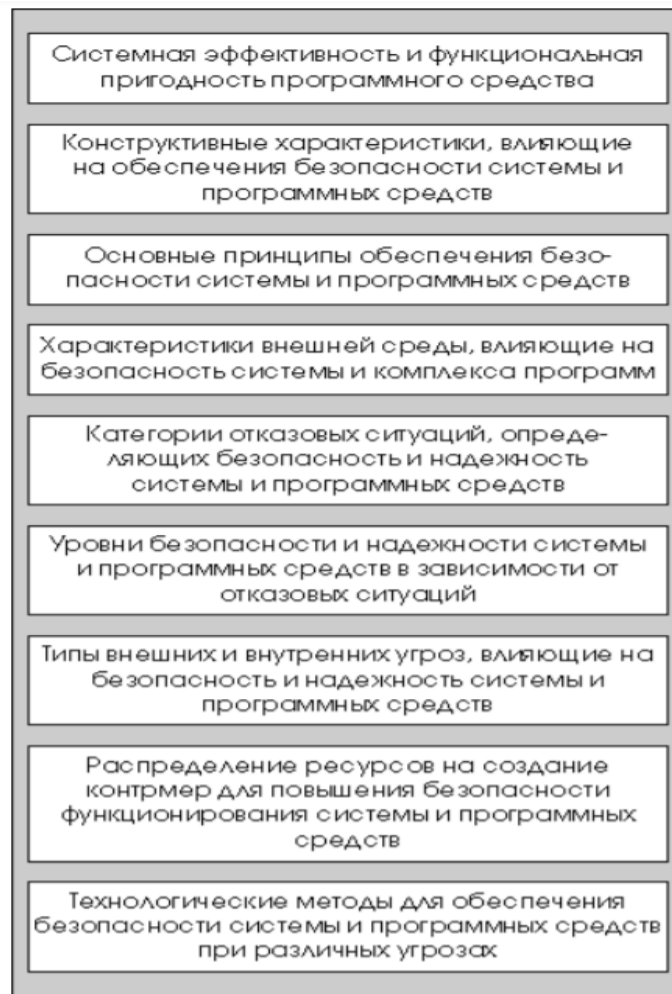 Системная эффективность и функциональная
пригодность программного средства
Конструктивные характеристики, влияющие
на обеспечения безопасности системы и
программных средств
Основные принципы обеспечения безо-
пасности системы и программных средств
Характеристики внешней среды, влияющие на
безопасность системы и комплекса программ
Категории отказовых ситуаций, опреде-
ляющих безопасность и надежность
системы и программных средств
Уровни безопасности и надежности системы
и программных средств в зависимости от
отказовых ситуаций
Типы внешних и внутренних угроз, влияющие на
безопасность и надежность системы и
программных средств
Распределение ресурсов на создание
контрмер для повышения безопасности
функционирования системы и программных
средств
Технологические методы для обеспечения
безопасности системы и программных средств
при различных угрозах